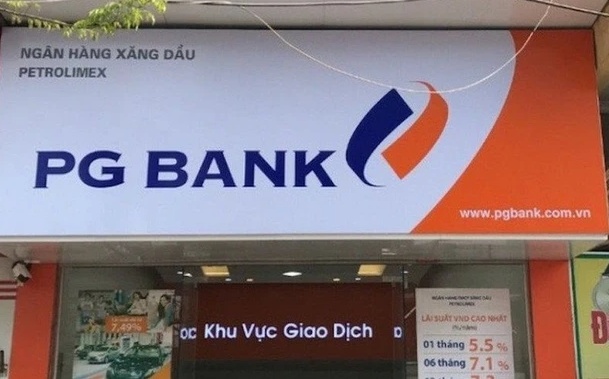 NGÂN HÀNG XĂNG DẦU
PETROLIMEX
PG BANK
www.pgbank.com.vn
Khu Vực Giao Dịch
7,49%
PETROLIMEX
LÃI SUẤT VND CAO NHẤT
01 tháng 5.5 %
06 tháng 7.1 %